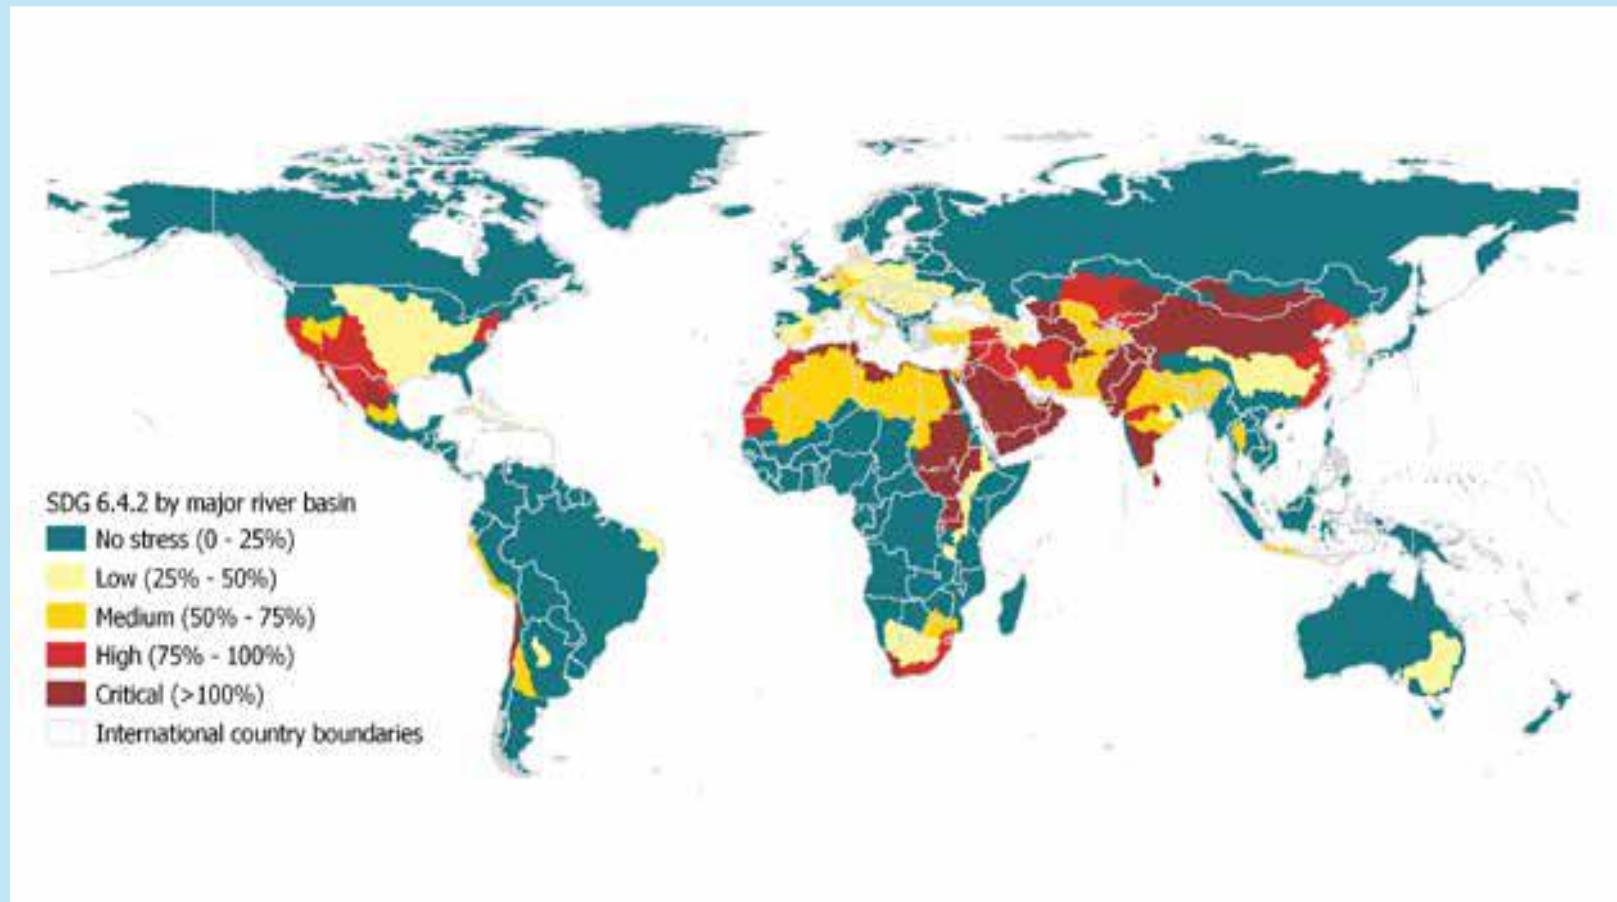 SDG 6.4.2 by major river basin
No stress (0 - 25%)
Low (25% - 50%)
Medium (50% - 75%)
High (75% - 100%)
Critical (>100%)
International country boundaries